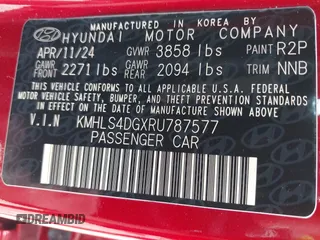 MANUFACTURED IN KOREA BY
HYUNDAI MOTOR COMPANY
APR/11/24 GVWR 3858 lbs PAINT R2P
GAWR FRONT 2271 lbs GAWR REAR 2094 lbs TRIM NNB
THIS VEHICLE CONFORMS TO ALL APPLICABLE U.S. FEDERAL MOTOR VEHICLE
SAFETY, BUMPER, AND THEFT PREVENTION STANDARDS
IN EFFECT ON THE DATE OF MANUFACTURE SHOWN ABOVE.
V.I.N KMHLS4DGXRU787577
PASSENGER CAR
DREAMBID